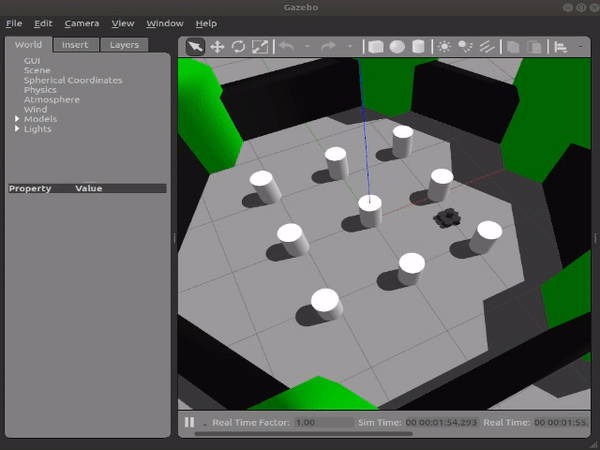 Gazebo
File Edit Camera View Window Help
World Insert Layers
GUI
Scene
Spherical Coordinates
Physics
Atmosphere
Wind
Models
Lights
Property Value
Real Time Factor: 1.00 Sim Time: 00 00:01:54.293 Real Time: 00 00:01:55.